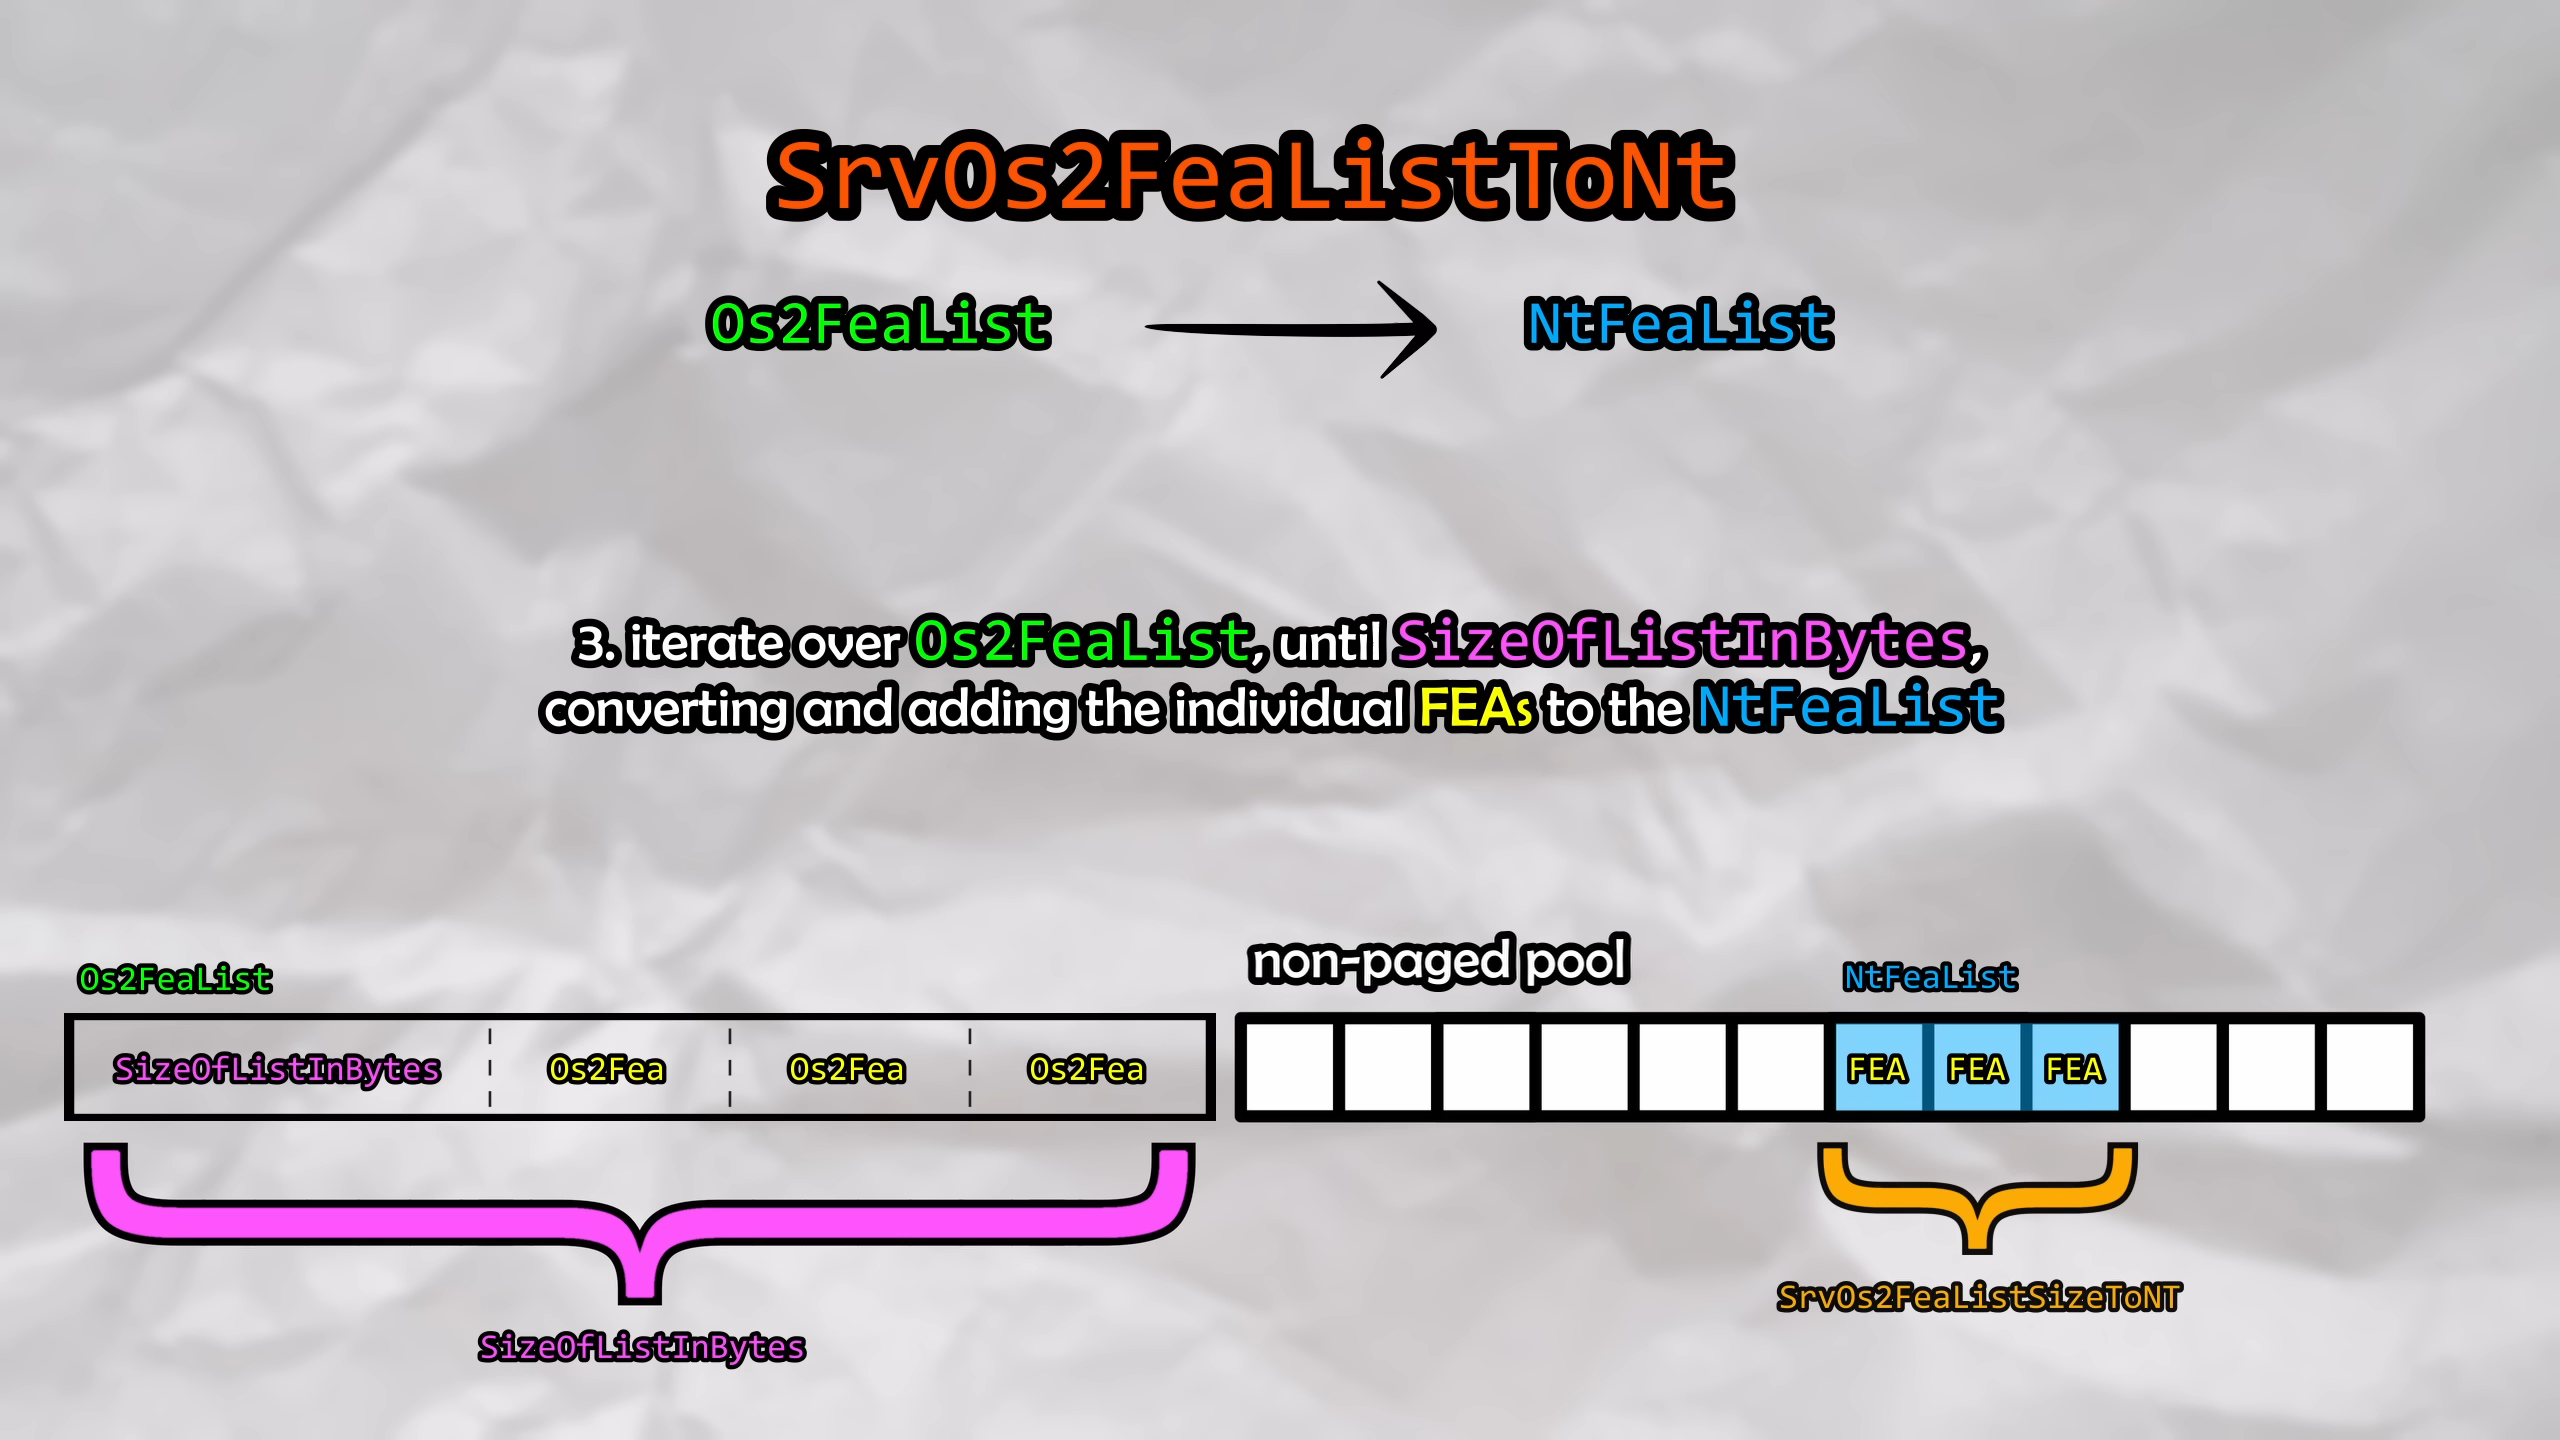 SrvOs2FeaListToNt
Os2FeaList
NtFeaList
3. iterate over Os2FeaList, until SizeOfListInBytes,
converting and adding the individual FEAs to the NtFeaList
Os2FeaList
non-paged pool
NtFeaList
SizeOfListInBytes Os2Fea Os2Fea Os2Fea
FEA FEA FEA
SizeOfListInBytes
SrvOs2FeaListSizeToNT